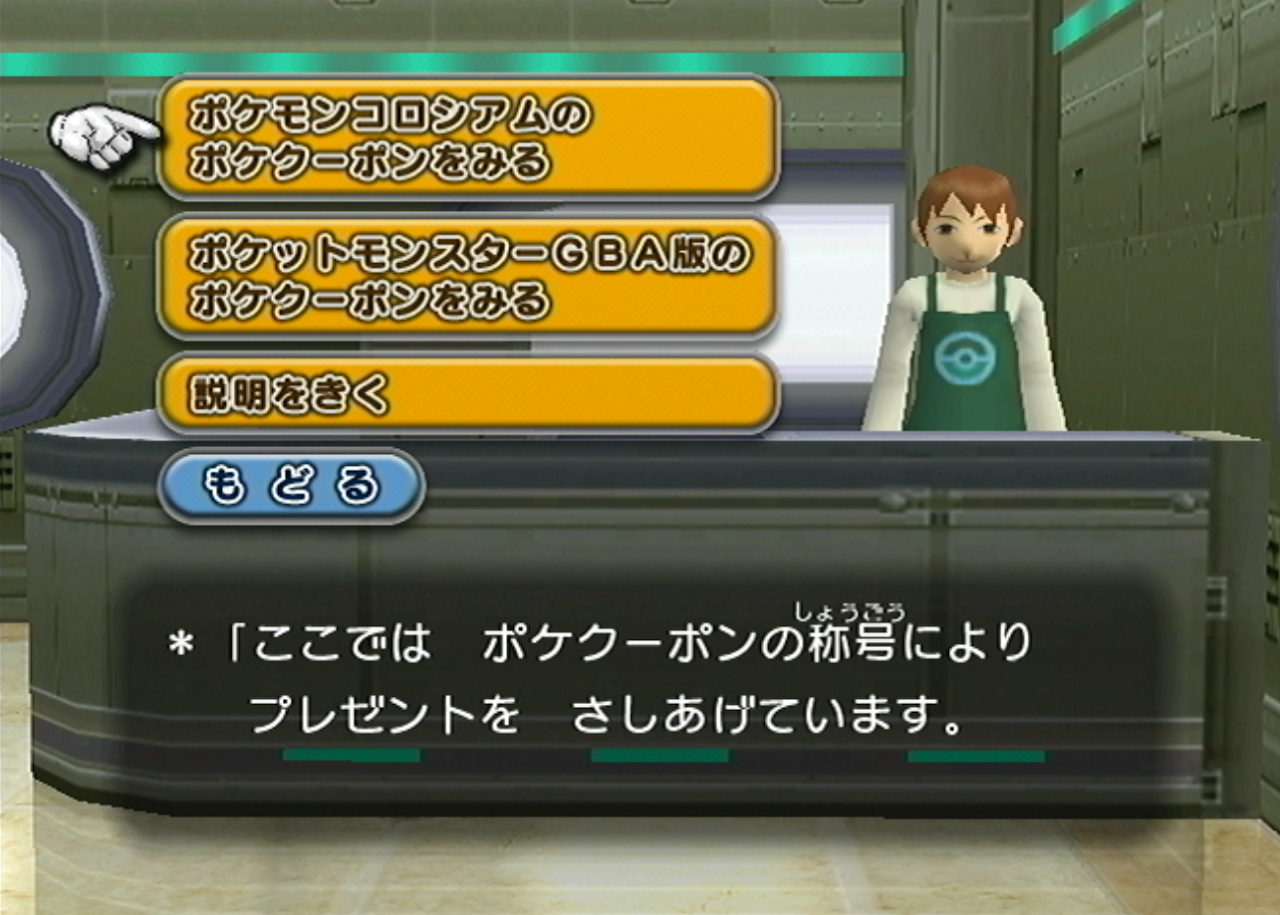 ポケモンコロシアムの
ポケクーポンをみる
ポケットモンスターGBA版の
ポケクーポンをみる
説明をきく
もどる
しょうごう
＊「ここでは　ポケクーポンの称号により
プレゼントを　さしあげています。